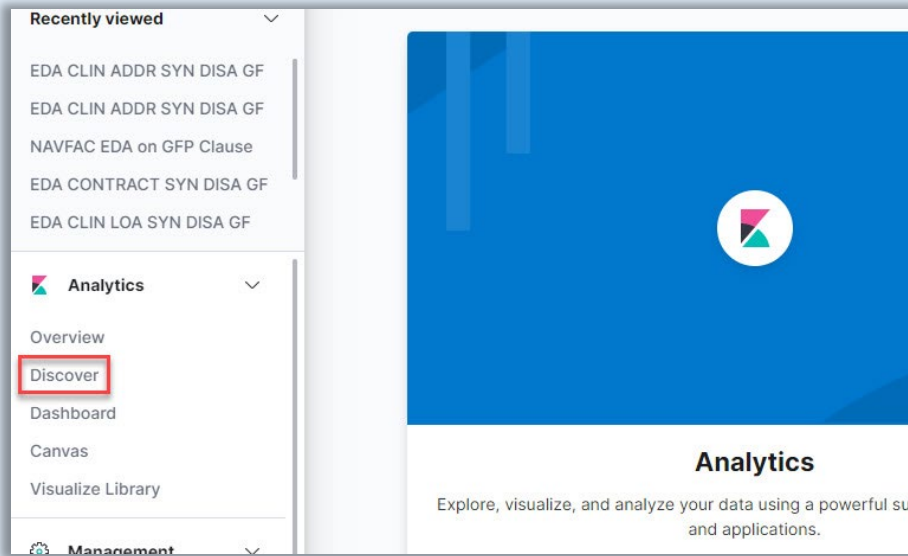 Recently viewed
EDA CLIN ADDR SYN DISA GF
EDA CLIN ADDR SYN DISA GF
NAVFAC EDA on GFP Clause
EDA CONTRACT SYN DISA GF
EDA CLIN LOA SYN DISA GF
Analytics
Overview
Discover
Dashboard
Canvas
Visualize Library
Management
Analytics
Explore, visualize, and analyze your data using a powerful su
and applications.